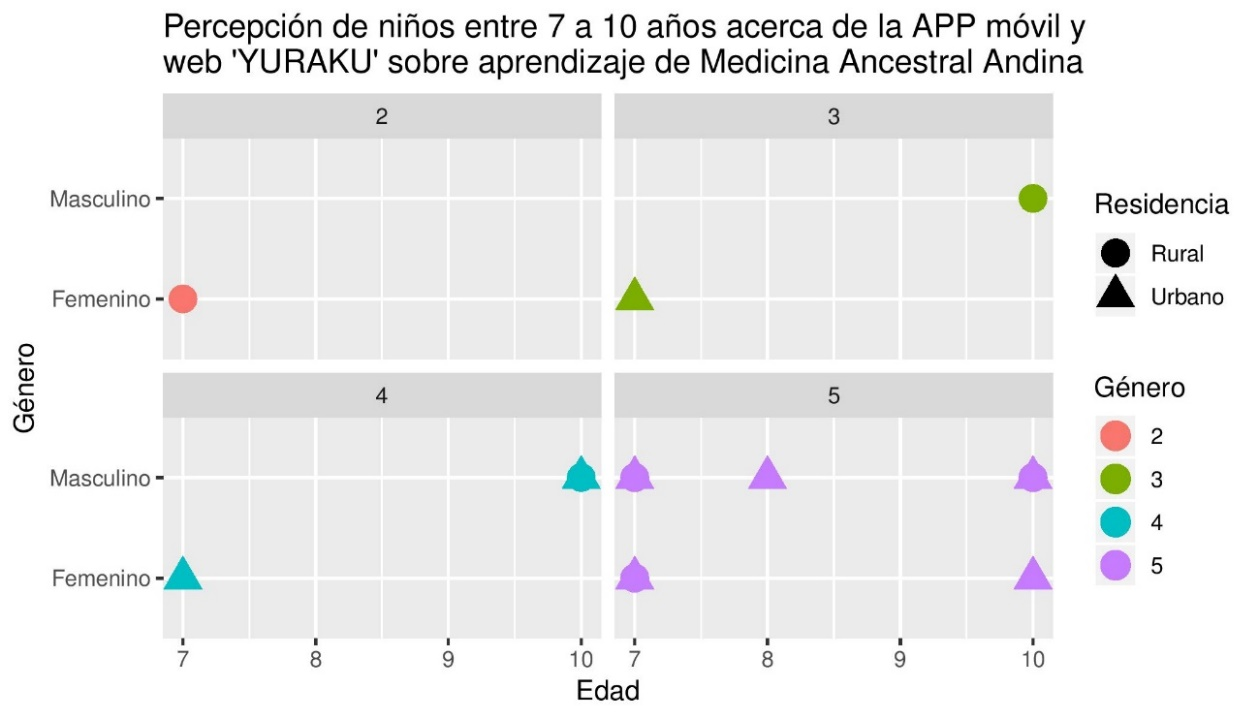 Percepción de niños entre 7 a 10 años acerca de la APP móvil y
web 'YURAKU' sobre aprendizaje de Medicina Ancestral Andina
2
3
Masculino
Femenino
4
5
Masculino
Femenino
7 8 9 10
7 8 9 10
Edad
Género
Residencia
Rural
Urbano
Género
2
3
4
5